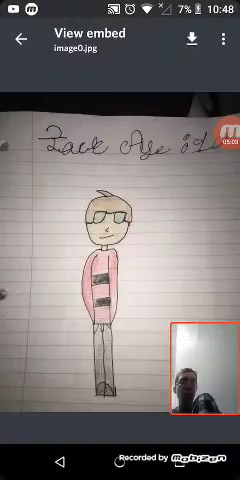 7% 10:48
View embed
image0.jpg
Zack Age
05:03
Recorded by
MOBIZEN